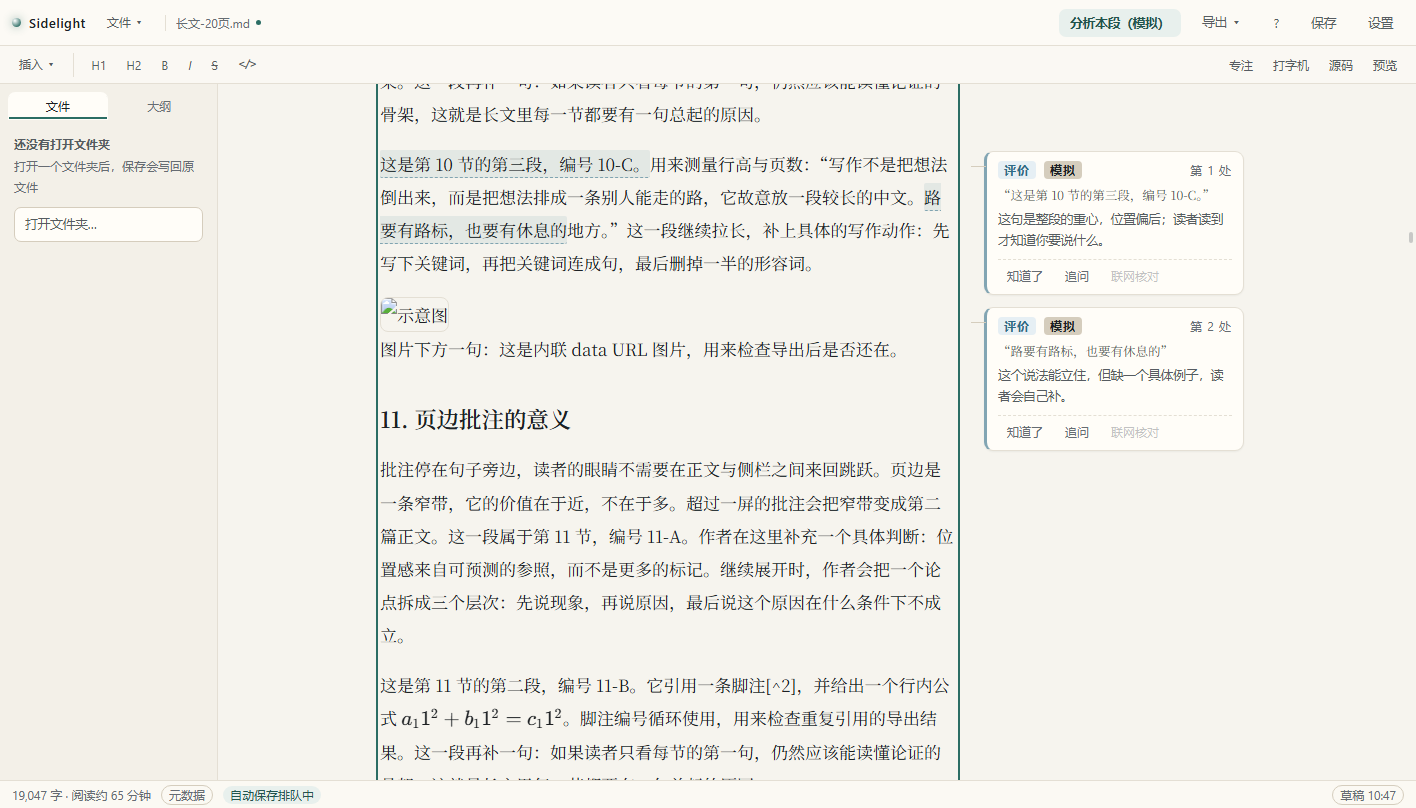 Sidelight 文件 长文-20页.md 分析本段（模拟） 导出 ? 保存 设置
插入 H1 H2 B I S </> 专注 打字机 源码 预览
文件 大纲
还没有打开文件夹
打开一个文件夹后，保存会写回原
文件
打开文件夹...
果。这一段再补一句：如果读者只看每节的第一句，仍然应该能读懂论证的
骨架，这就是长文里每一节都要有一句总起的原因。
这是第 10 节的第三段，编号 10-C。用来测量行高与页数：“写作不是把想法
倒出来，而是把想法排成一条别人能走的路，它故意放一段较长的中文。路
要有路标，也要有休息的地方。”这一段继续拉长，补上具体的写作动作：先
写下关键词，再把关键词连成句，最后删掉一半的形容词。
示意图
图片下方一句：这是内联 data URL 图片，用来检查导出后是否还在。
11. 页边批注的意义
批注停在句子旁边，读者的眼睛不需要在正文与侧栏之间来回跳跃。页边是
一条窄带，它的价值在于近，不在于多。超过一屏的批注会把窄带变成第二
篇正文。这一段属于第 11 节，编号 11-A。作者在这里补充一个具体判断：位
置感来自可预测的参照，而不是更多的标记。继续展开时，作者会把一个论
点拆成三个层次：先说现象，再说原因，最后说这个原因在什么条件下不成
立。
这是第 11 节的第二段，编号 11-B。它引用一条脚注[^2]，并给出一个行内公
式 a₁1² + b₁1² = c₁1²。脚注编号循环使用，用来检查重复引用的导出结
果。这一段再补一句：如果读者只看每节的第一句，仍然应该能读懂论证的
评价 模拟 第 1 处
“这是第 10 节的第三段，编号 10-C。”
这句是整段的重心，位置偏后；读者读到
才知道你要说什么。
知道了 追问 联网核对
评价 模拟 第 2 处
“路要有路标，也要有休息的”
这个说法能立住，但缺一个具体例子，读
者会自己补。
知道了 追问 联网核对
19,047 字 · 阅读约 65 分钟 元数据 自动保存排队中 草稿 10:47